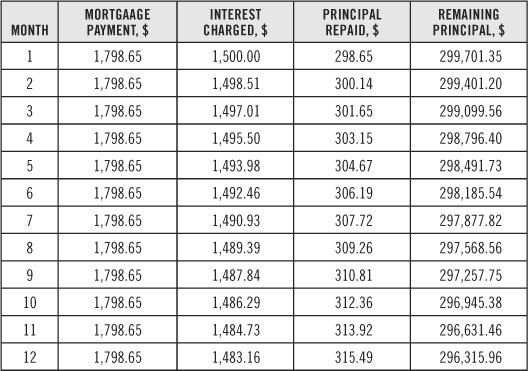 MORTGAAGE INTEREST PRINCIPAL REMAINING
MONTH PAYMENT, $ CHARGED, $ REPAID, $ PRINCIPAL, $
1 1,798.65 1,500.00 298.65 299,701.35
2 1,798.65 1,498.51 300.14 299,401.20
3 1,798.65 1,497.01 301.65 299,099.56
4 1,798.65 1,495.50 303.15 298,796.40
5 1,798.65 1,493.98 304.67 298,491.73
6 1,798.65 1,492.46 306.19 298,185.54
7 1,798.65 1,490.93 307.72 297,877.82
8 1,798.65 1,489.39 309.26 297,568.56
9 1,798.65 1,487.84 310.81 297,257.75
10 1,798.65 1,486.29 312.36 296,945.38
11 1,798.65 1,484.73 313.92 296,631.46
12 1,798.65 1,483.16 315.49 296,315.96